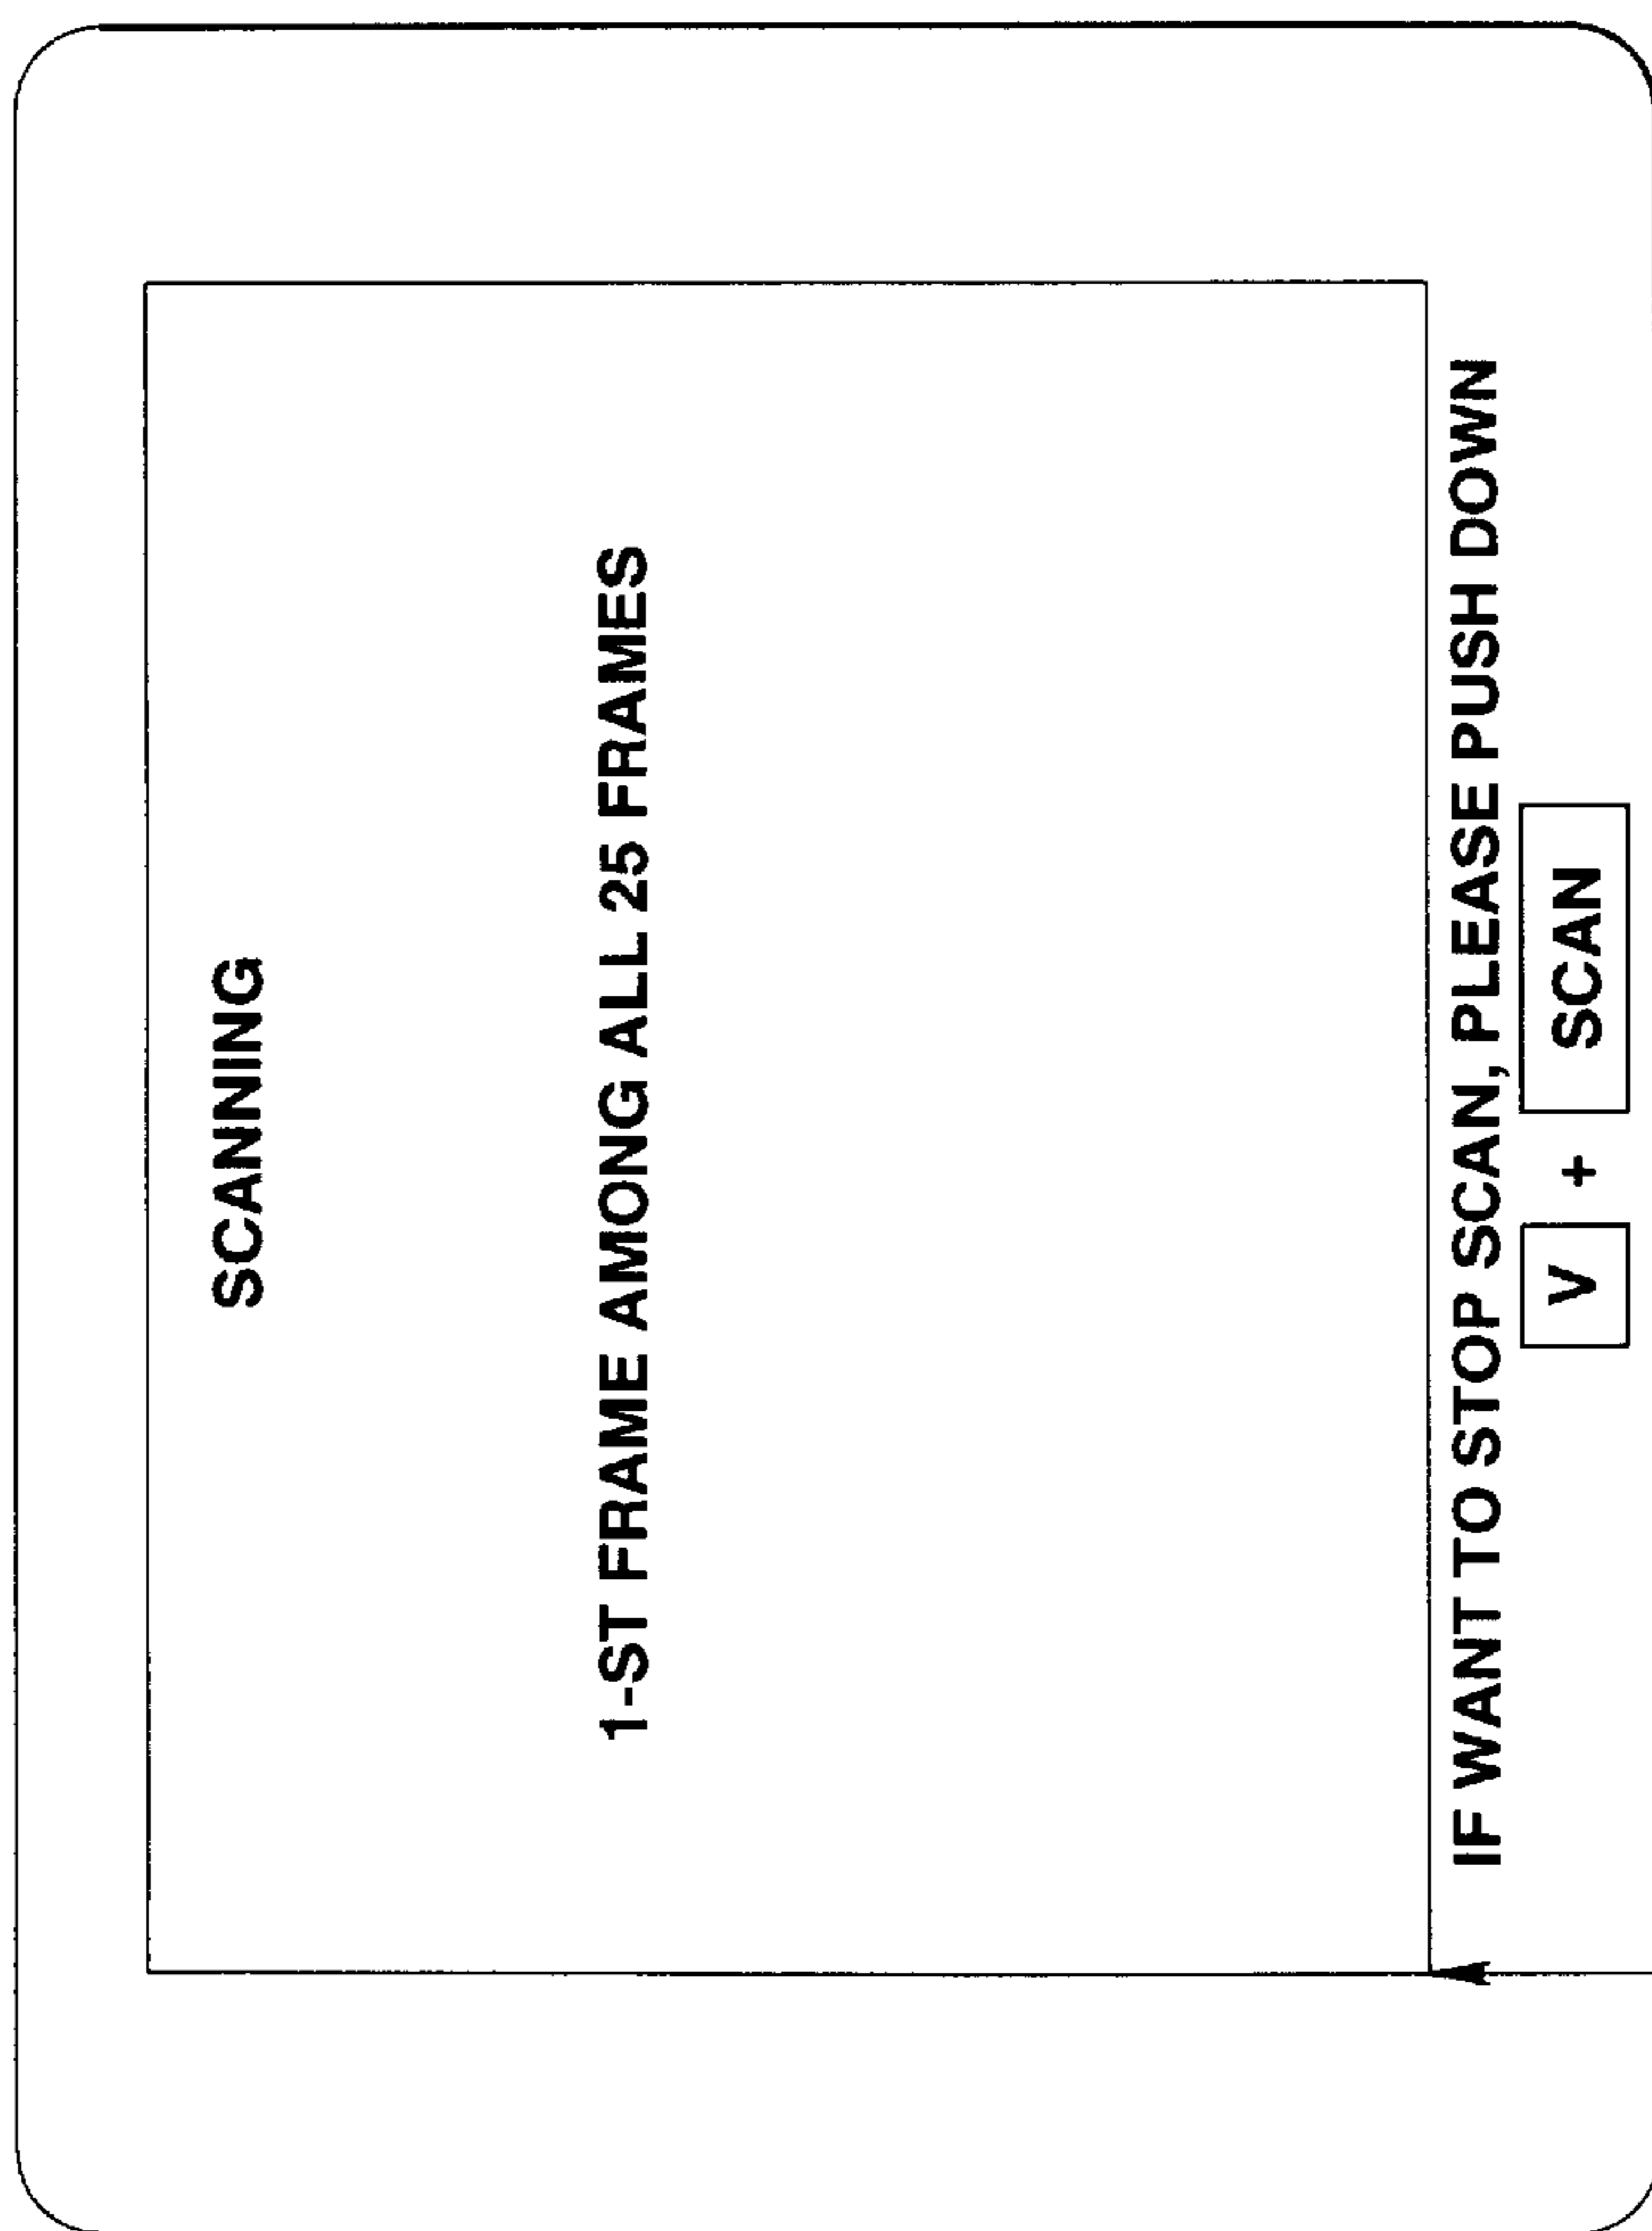 SCANNING
1-ST FRAME AMONG ALL 25 FRAMES
IF WANT TO STOP SCAN, PLEASE PUSH DOWN
V + SCAN